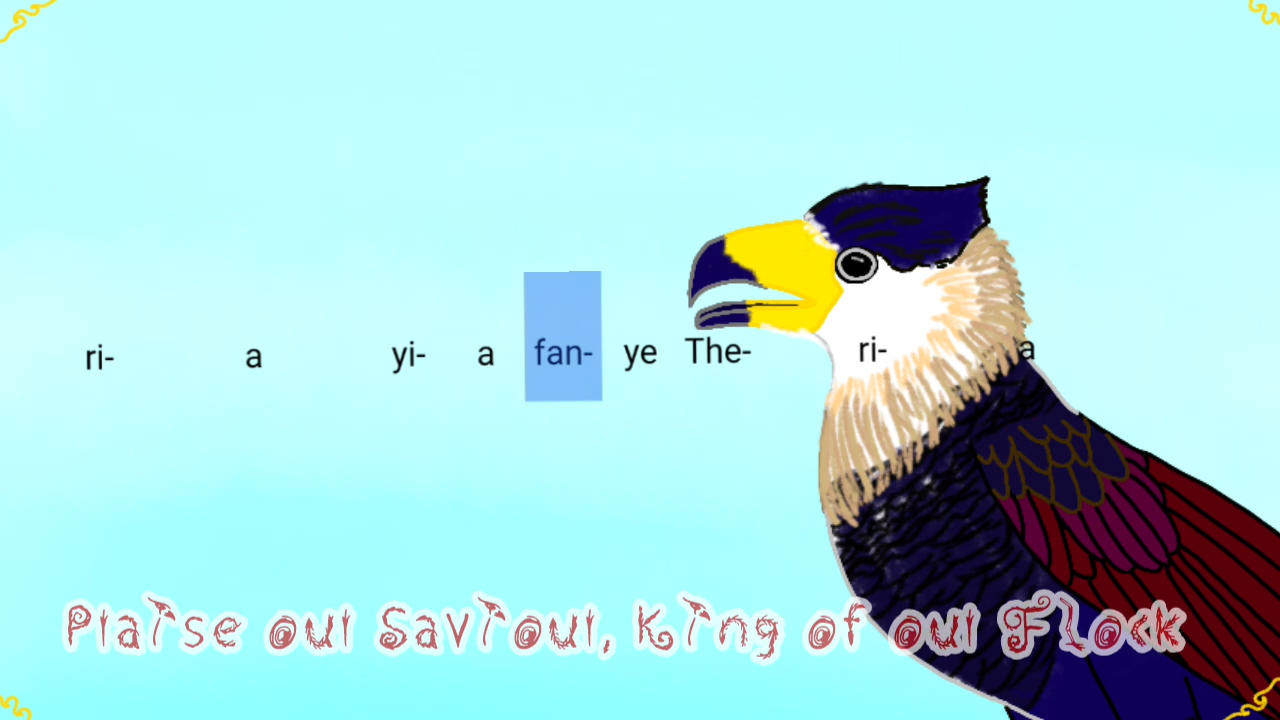 ri- a yi- a fan- ye The- ri- a
Praise our Saviour, King of our Flock